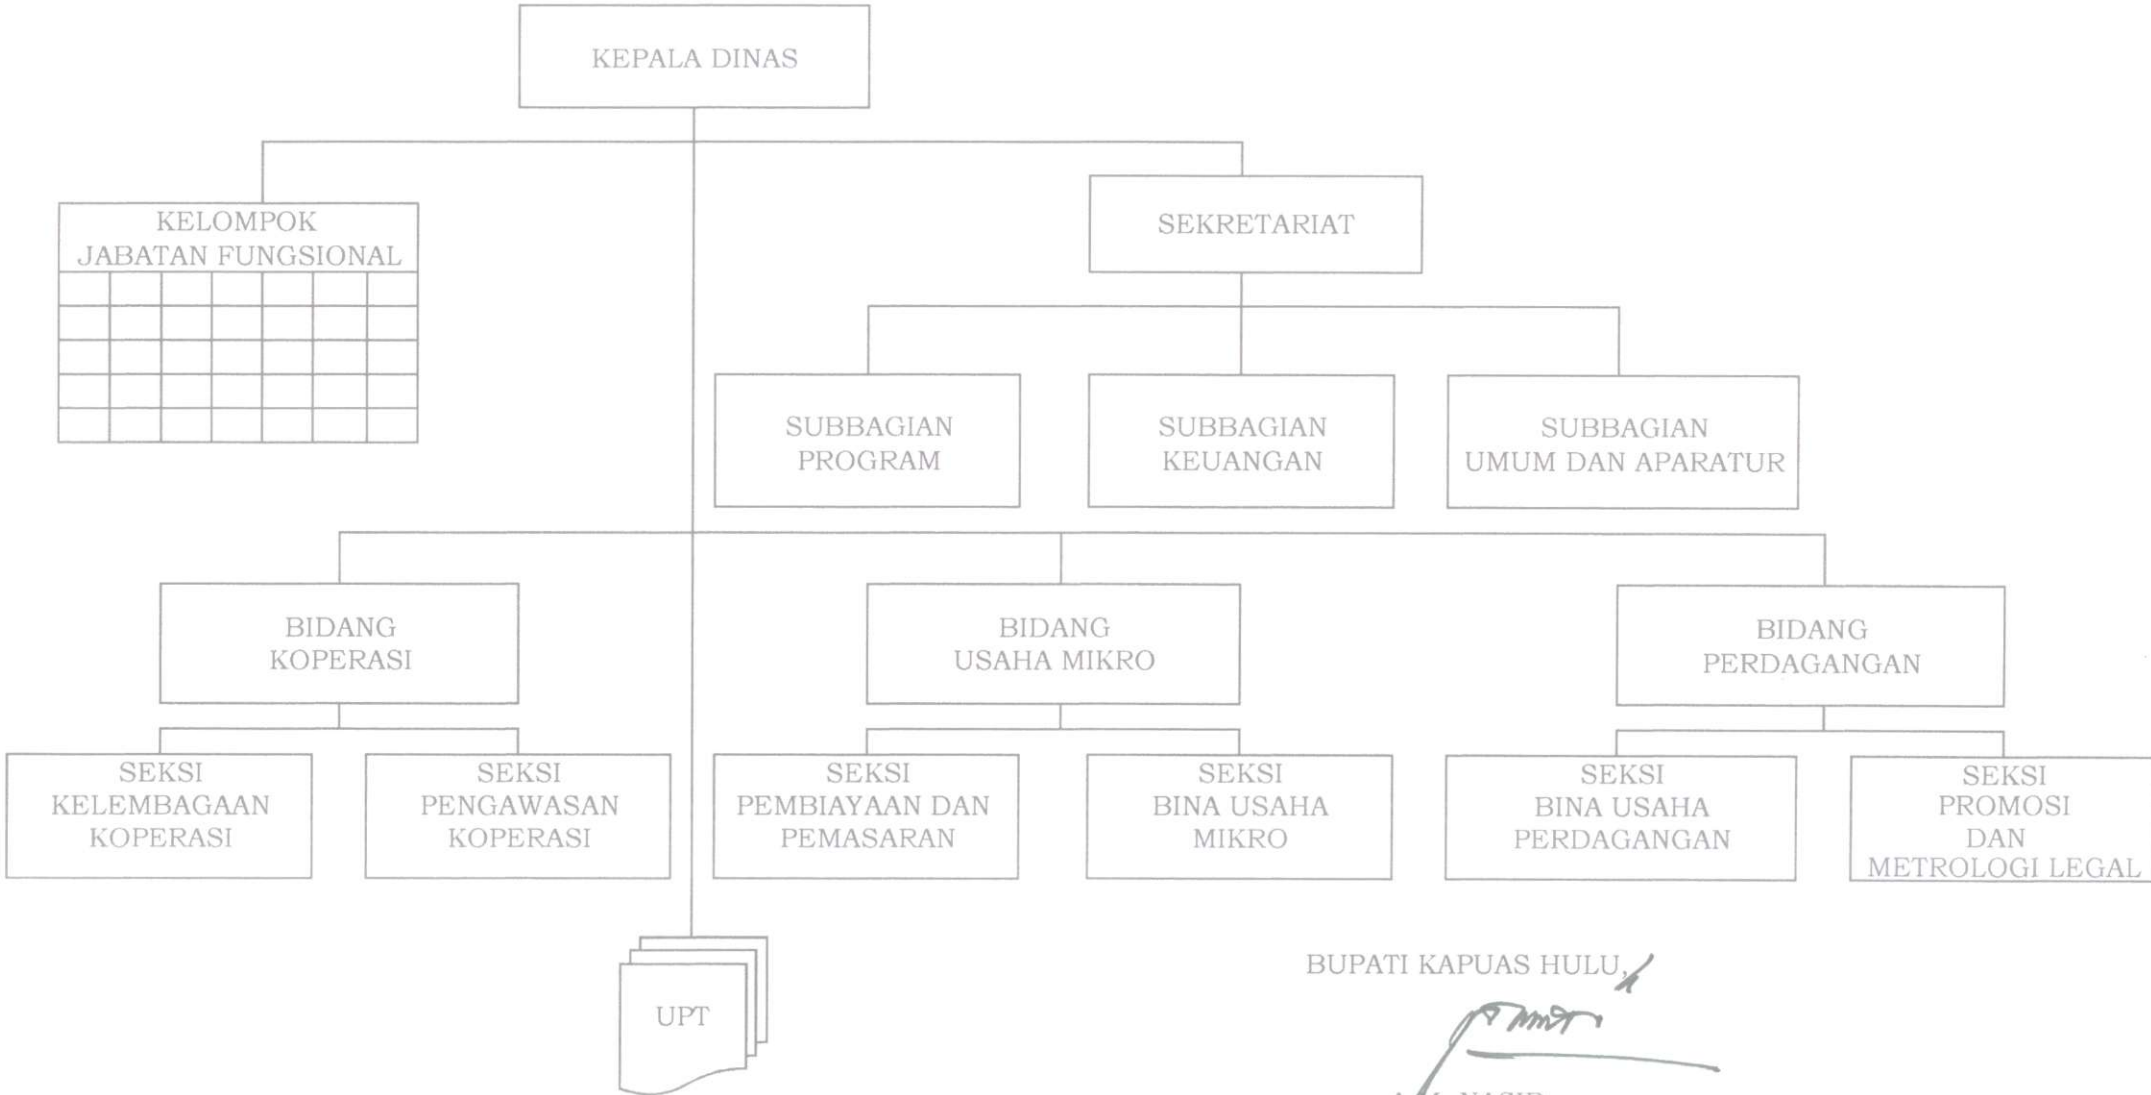 KEPALA DINAS
KELOMPOK
JABATAN FUNGSIONAL
SEKRETARIAT
SUBBAGIAN
PROGRAM
SUBBAGIAN
KEUANGAN
SUBBAGIAN
UMUM DAN APARATUR
BIDANG
KOPERASI
BIDANG
USAHA MIKRO
BIDANG
PERDAGANGAN
SEKSI
KELEMBAGAAN
KOPERASI
SEKSI
PENGAWASAN
KOPERASI
SEKSI
PEMBIAYAAN DAN
PEMASARAN
SEKSI
BINA USAHA
MIKRO
SEKSI
BINA USAHA
PERDAGANGAN
SEKSI
PROMOSI
DAN
METROLOGI LEGAL
UPT
BUPATI KAPUAS HULU,
NASIR